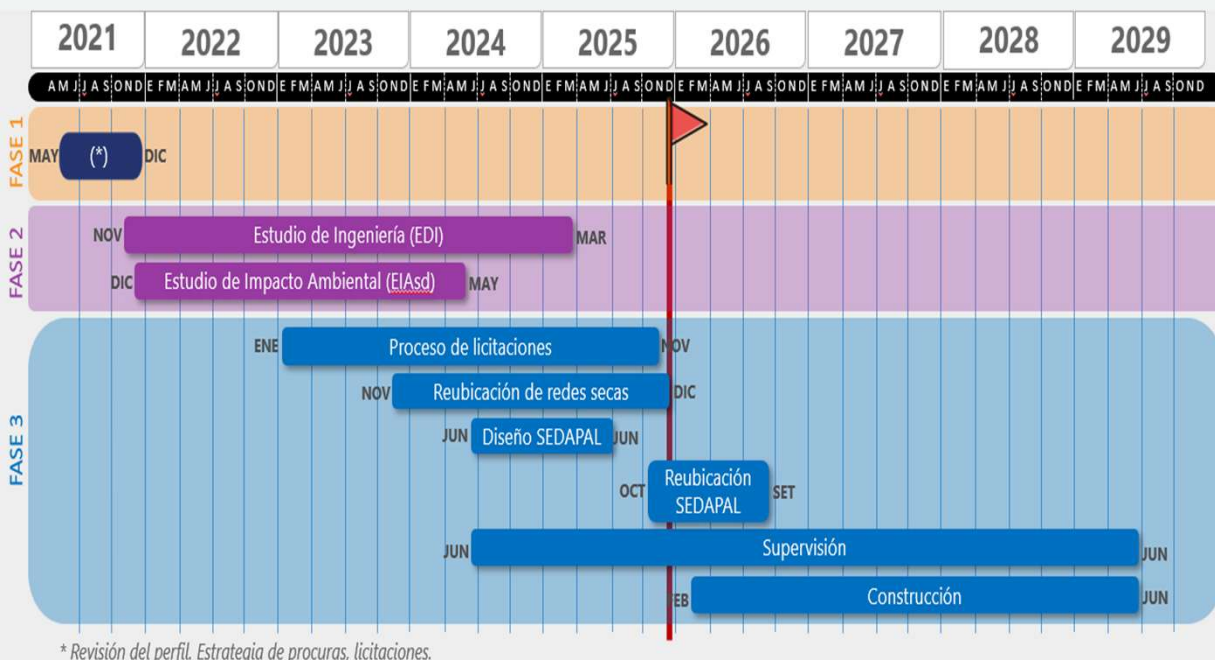 2021 2022 2023 2024 2025 2026 2027 2028 2029
A M J J A S O N D E F M A M J J A S O N D E F M A M J J A S O N D E F M A M J J A S O N D E F M A M J J A S O N D E F M A M J J A S O N D E F M A M J J A S O N D E F M A M J J A S O N D E F M A M J J A S O N D
FASE 1
MAY (*) DIC
FASE 2
NOV Estudio de Ingeniería (EDI) MAR
DIC Estudio de Impacto Ambiental (EIAsd) MAY
FASE 3
ENE Proceso de licitaciones NOV
NOV Reubicación de redes secas DIC
JUN Diseño SEDAPAL JUN
OCT Reubicación SET
SEDAPAL
JUN Supervisión JUN
FEB Construcción JUN
* Revisión del perfil. Estrategia de procuras, licitaciones.